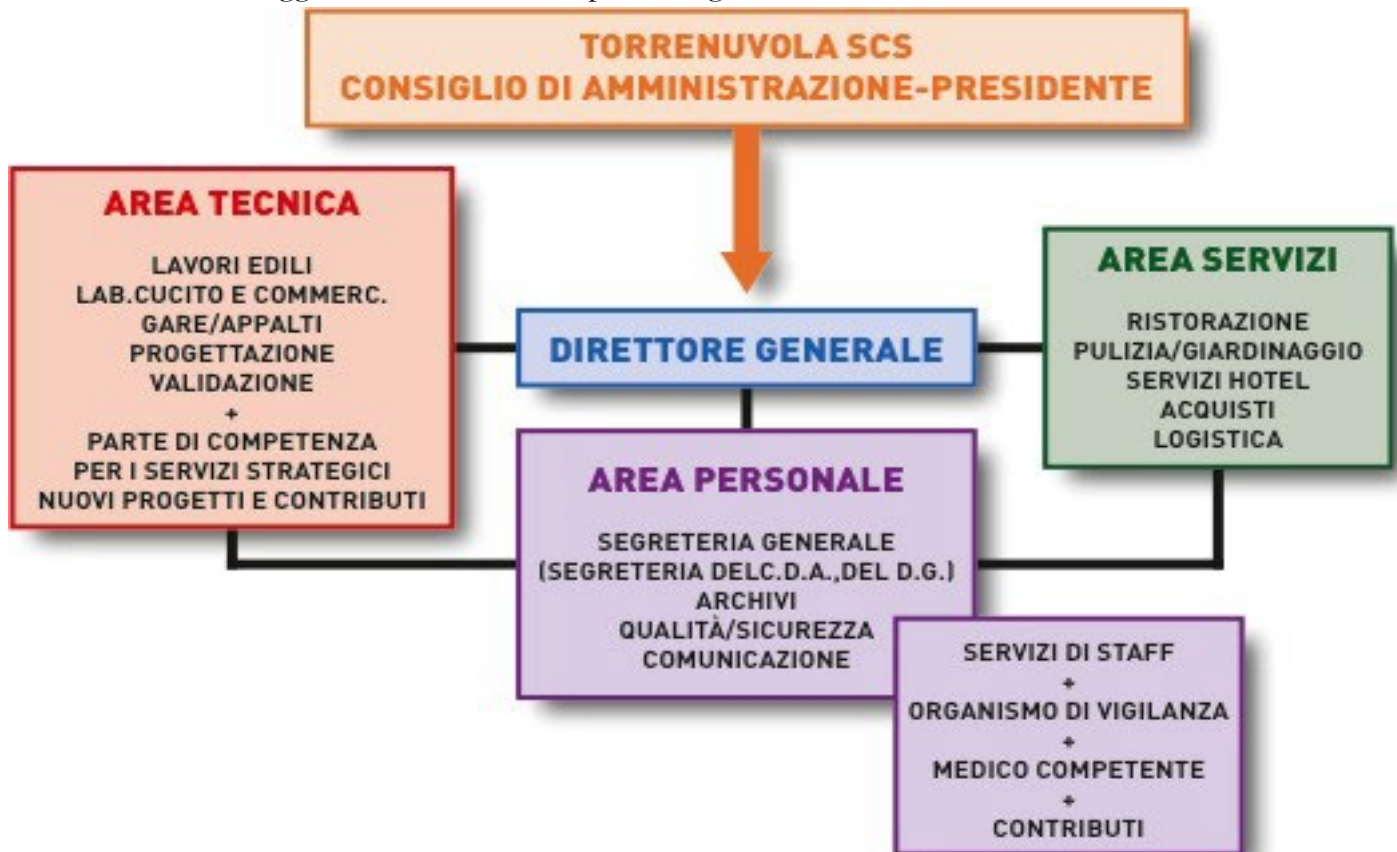 TORRENUVOLA SCS
CONSIGLIO DI AMMINISTRAZIONE-PRESIDENTE
AREA TECNICA
LAVORI EDILI
LAB.CUCITO E COMMERC.
GARE/APPALTI
PROGETTAZIONE
VALIDAZIONE
+
PARTE DI COMPETENZA
PER I SERVIZI STRATEGICI
NUOVI PROGETTI E CONTRIBUTI
DIRETTORE GENERALE
AREA SERVIZI
RISTORAZIONE
PULIZIA/GIARDINAGGIO
SERVIZI HOTEL
ACQUISTI
LOGISTICA
AREA PERSONALE
SEGRETERIA GENERALE
(SEGRETERIA DELC.D.A.,DEL D.G.)
ARCHIVI
QUALITÀ/SICUREZZA
COMUNICAZIONE
SERVIZI DI STAFF
+
ORGANISMO DI VIGILANZA
+
MEDICO COMPETENTE
+
CONTRIBUTI